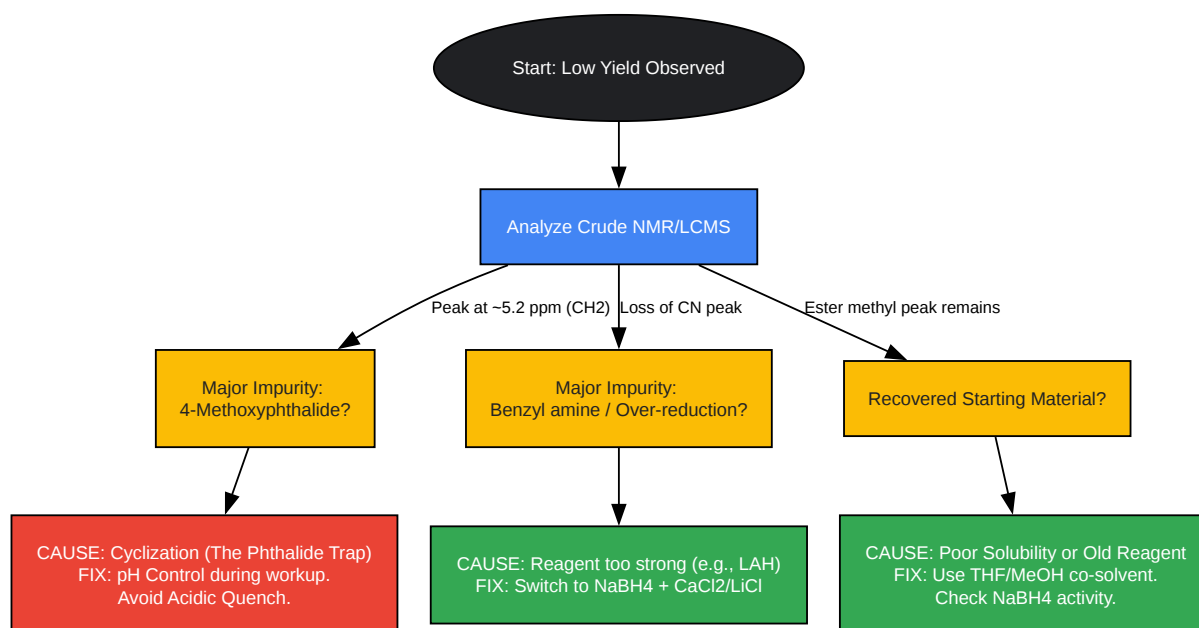 Start: Low Yield Observed
Analyze Crude NMR/LCMS
Peak at ~5.2 ppm (CH2)
Loss of CN peak
Ester methyl peak remains
Major Impurity:
4-Methoxyphthalide?
Major Impurity:
Benzyl amine / Over-reduction?
Recovered Starting Material?
CAUSE: Cyclization (The Phthalide Trap)
FIX: pH Control during workup.
Avoid Acidic Quench.
CAUSE: Reagent too strong (e.g., LAH)
FIX: Switch to NaBH4 + CaCl2/LiCl
CAUSE: Poor Solubility or Old Reagent
FIX: Use THF/MeOH co-solvent.
Check NaBH4 activity.